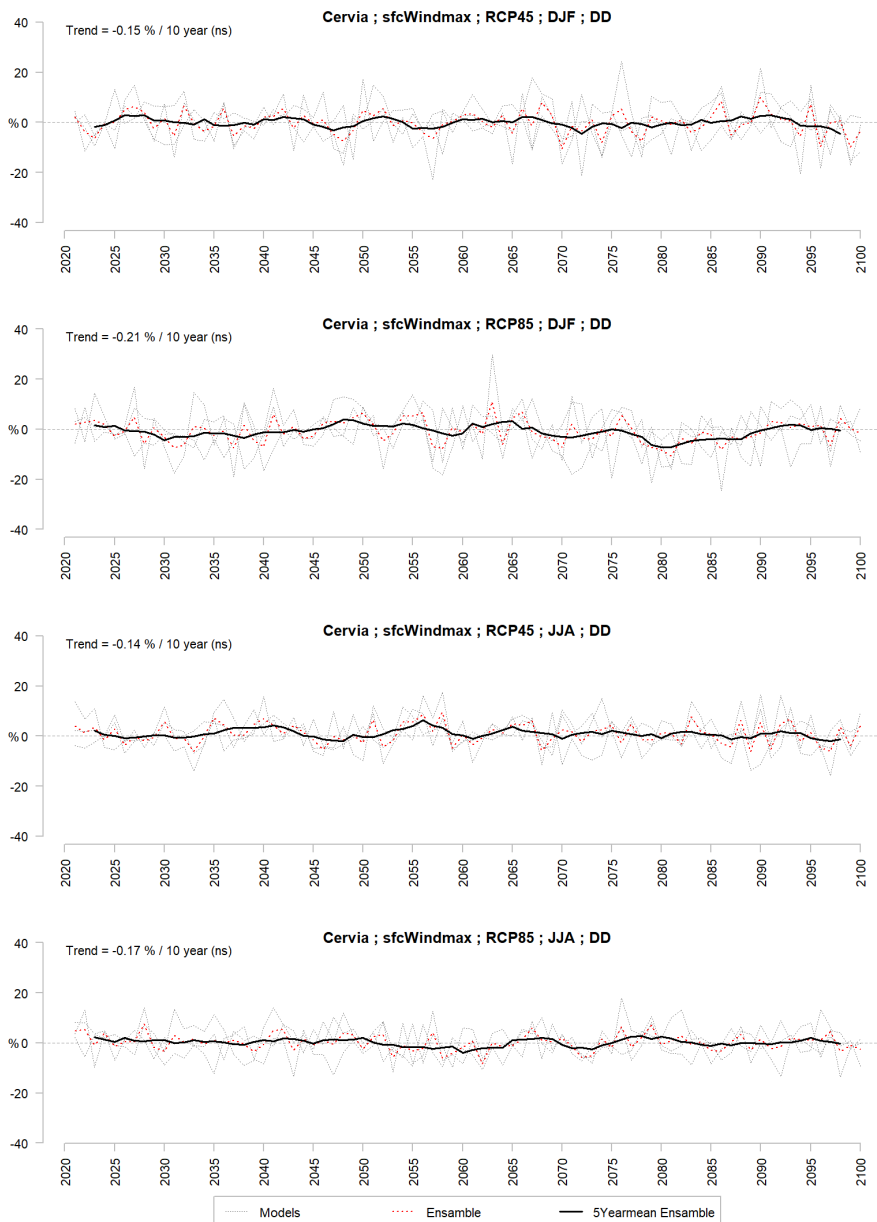 Cervia ; sfcWindmax ; RCP45 ; DJF ; DD
Trend = -0.15 % / 10 year (ns)
40
20
% 0
-20
-40
2020 2025 2030 2035 2040 2045 2050 2055 2060 2065 2070 2075 2080 2085 2090 2095 2100
Cervia ; sfcWindmax ; RCP85 ; DJF ; DD
Trend = -0.21 % / 10 year (ns)
40
20
% 0
-20
-40
2020 2025 2030 2035 2040 2045 2050 2055 2060 2065 2070 2075 2080 2085 2090 2095 2100
Cervia ; sfcWindmax ; RCP45 ; JJA ; DD
Trend = -0.14 % / 10 year (ns)
40
20
% 0
-20
-40
2020 2025 2030 2035 2040 2045 2050 2055 2060 2065 2070 2075 2080 2085 2090 2095 2100
Cervia ; sfcWindmax ; RCP85 ; JJA ; DD
Trend = -0.17 % / 10 year (ns)
40
20
% 0
-20
-40
2020 2025 2030 2035 2040 2045 2050 2055 2060 2065 2070 2075 2080 2085 2090 2095 2100
Models Ensamble 5Yearmean Ensamble